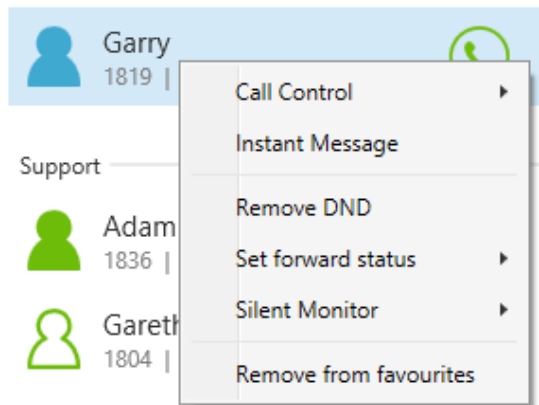 Garry
1819 |
Call Control
Instant Message
Support
Remove DND
Adam
1836 |
Set forward status
Silent Monitor
Gareth
1804 |
Remove from favourites